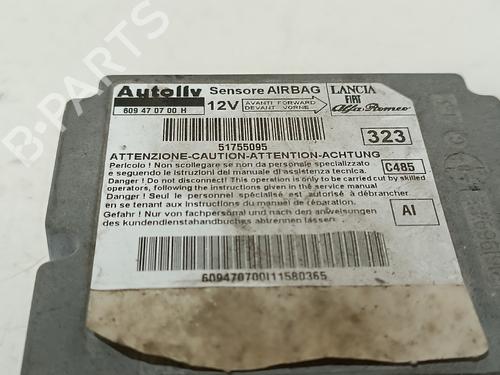 Autoliv Sensore AIRBAG LANCIA
FIAT
Alfa Romeo
609 47 07 00 H 12V AVANTI FORWARD
DEVANT VORNE
51755095 323
ATTENZIONE-CAUTION-ATTENTION-ACHTUNG
Pericolo ! Non scollegare se non da personale specializzato
e seguendo le istruzioni del manuale di assistenza tecnica.
Danger ! Do not disconnect! This operation is only to be carried cut by skilled
operators, following the instructions given in the service manual
Danger ! Seul le personnel spécialisé est autorisé à débrancher
en se tenant aux instructions du manuel de réparation.
Gefahr ! Nur von fachpersonal und nach den anweisungen
des kundendienstahandbuches abtrennen lassen.
C485
AI
609470700I11580365
B-PARTS